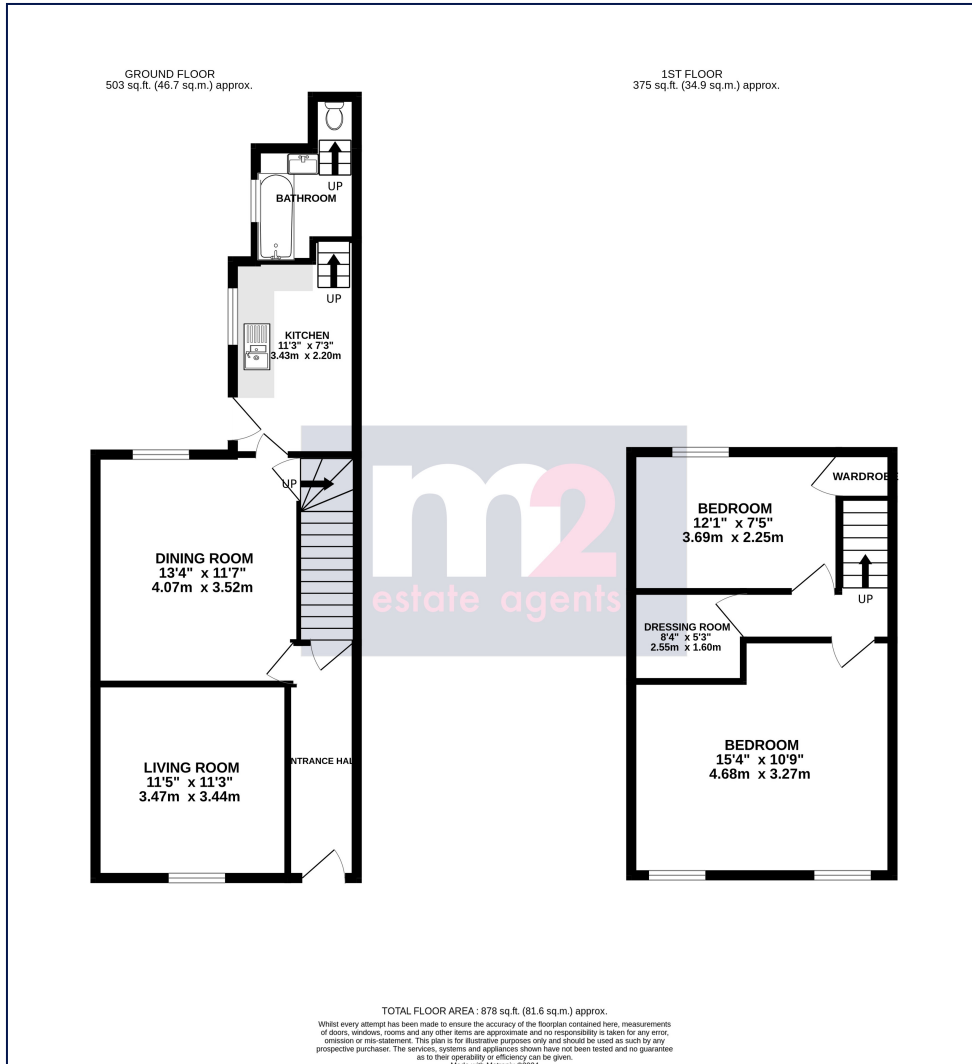 GROUND FLOOR
503 sq.ft. (46.7 sq.m.) approx.
1ST FLOOR
375 sq.ft. (34.9 sq.m.) approx.
UP
BATHROOM
UP
KITCHEN
11'3" x 7'3"
3.43m x 2.20m
UP
DINING ROOM
13'4" x 11'7"
4.07m x 3.52m
LIVING ROOM
11'5" x 11'3"
3.47m x 3.44m
NTRANCE HAL
m2
estate agents
WARDROBE
BEDROOM
12'1" x 7'5"
3.69m x 2.25m
UP
DRESSING ROOM
8'4" x 5'3"
2.55m x 1.60m
BEDROOM
15'4" x 10'9"
4.68m x 3.27m
TOTAL FLOOR AREA : 878 sq.ft. (81.6 sq.m.) approx.
Whilst every attempt has been made to ensure the accuracy of the floorplan contained here, measurements
of doors, windows, rooms and any other items are approximate and no responsibility is taken for any error,
omission or mis-statement. This plan is for illustrative purposes only and should be used as such by any
prospective purchaser. The services, systems and appliances shown have not been tested and no guarantee
as to their operability or efficiency can be given.